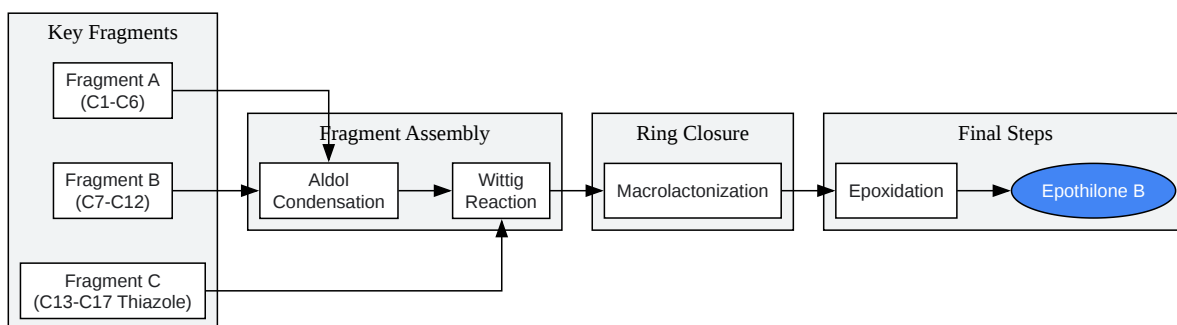 Key Fragments
Fragment A
(C1-C6)
Fragment B
(C7-C12)
Fragment C
(C13-C17 Thiazole)
Fragment Assembly
Aldol
Condensation
Wittig
Reaction
Ring Closure
Macrolactonization
Final Steps
Epoxidation
Epothilone B